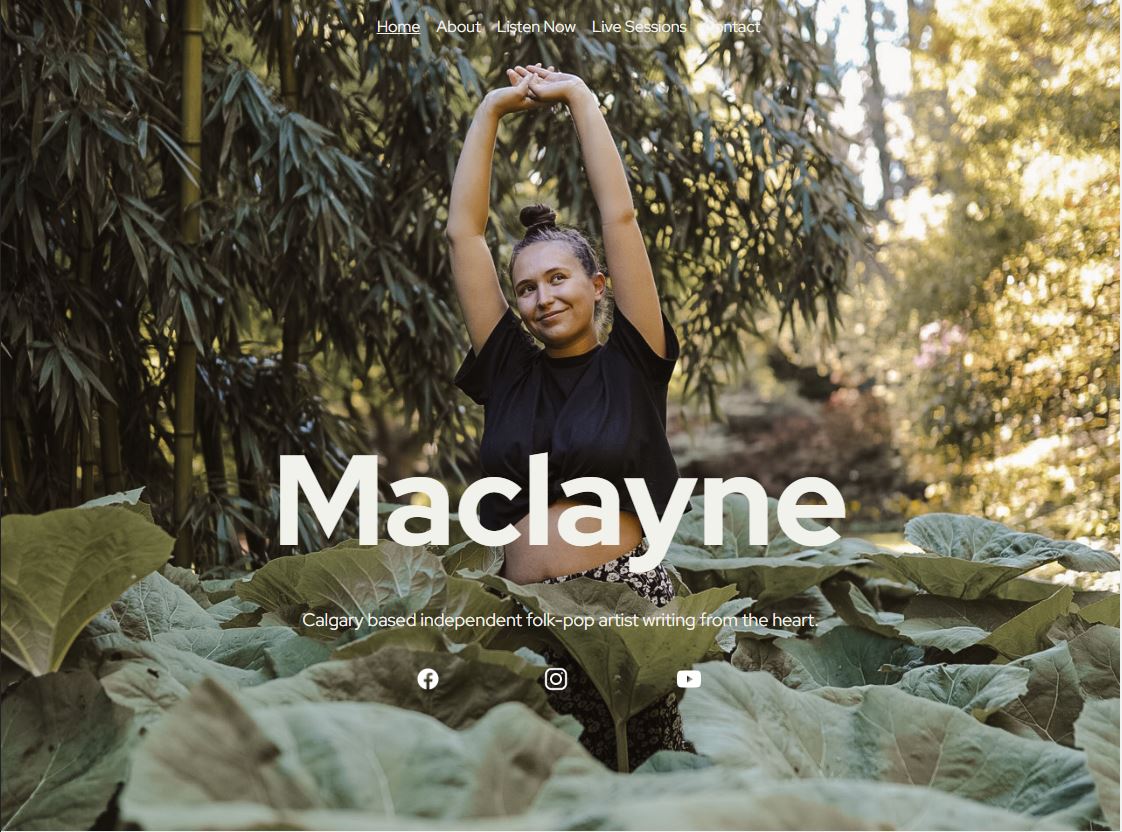 Home About Listen Now Live Sessions Contact
Maclayne
Calgary based independent folk-pop artist writing from the heart.